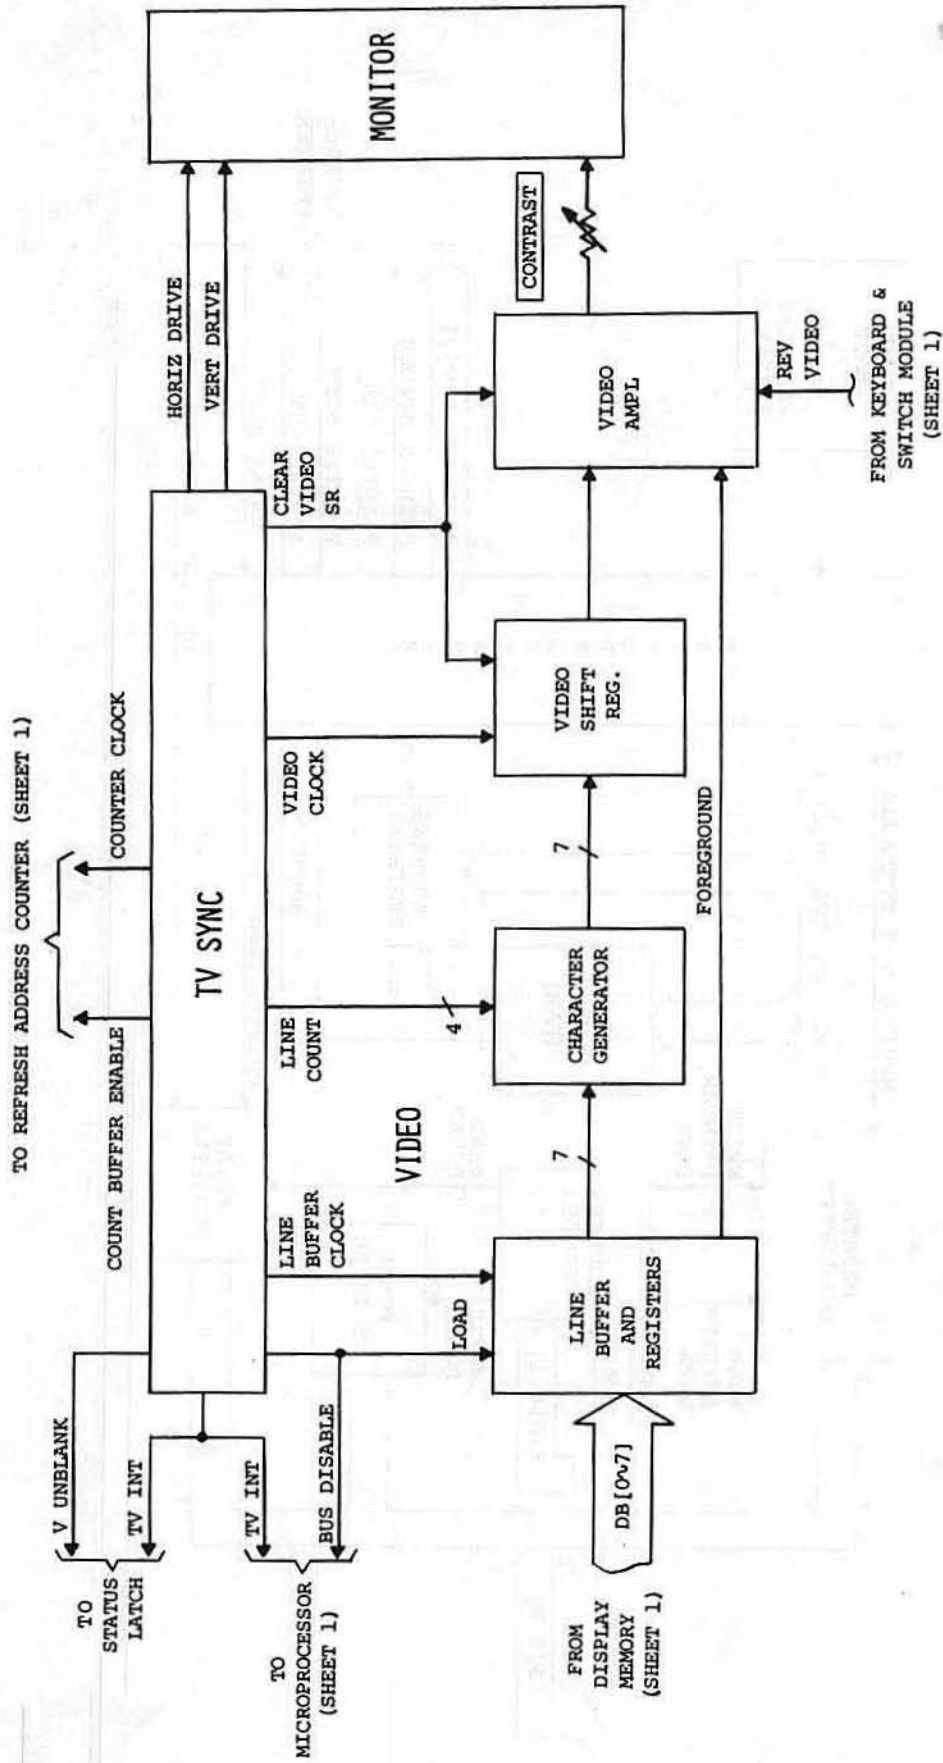 TO REFRESH ADDRESS COUNTER (SHEET 1)
V UNBLANK
TV INT
TO
STATUS
LATCH
COUNT BUFFER ENABLE
COUNTER CLOCK
TV INT
BUS DISABLE
TO
MICROPROCESSOR
(SHEET 1)
TV SYNC
HORIZ DRIVE
VERT DRIVE
MONITOR
LOAD
LINE
BUFFER
CLOCK
LINE
COUNT
4
VIDEO
CLOCK
CLEAR
VIDEO
SR
VIDEO
CONTRAST
FROM
DISPLAY
MEMORY
(SHEET 1)
DB[0~7]
LINE
BUFFER
AND
REGISTERS
7
CHARACTER
GENERATOR
7
VIDEO
SHIFT
REG.
VIDEO
AMPL
FOREGROUND
REV
VIDEO
FROM KEYBOARD &
SWITCH MODULE
(SHEET 1)